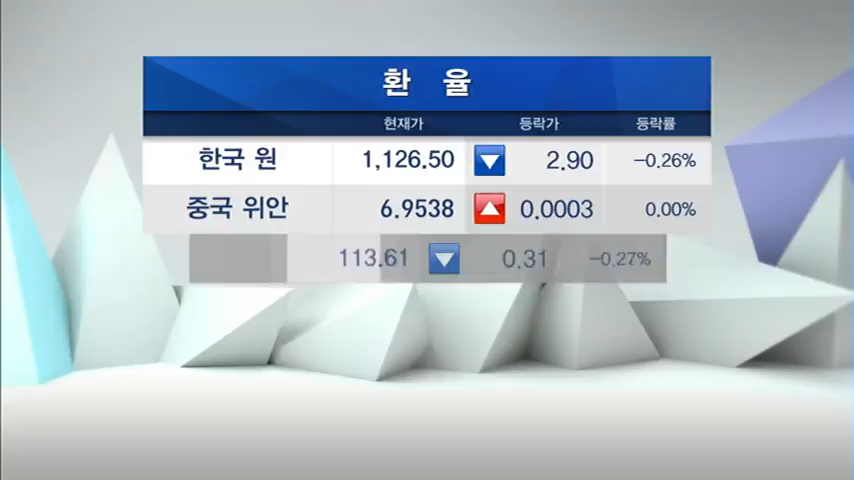 환 율
현재가 등락가 등락률
한국 원 1,126.50 2.90 -0.26%
중국 위안 6.9538 0.0003 0.00%
113.61 0.31 -0.27%